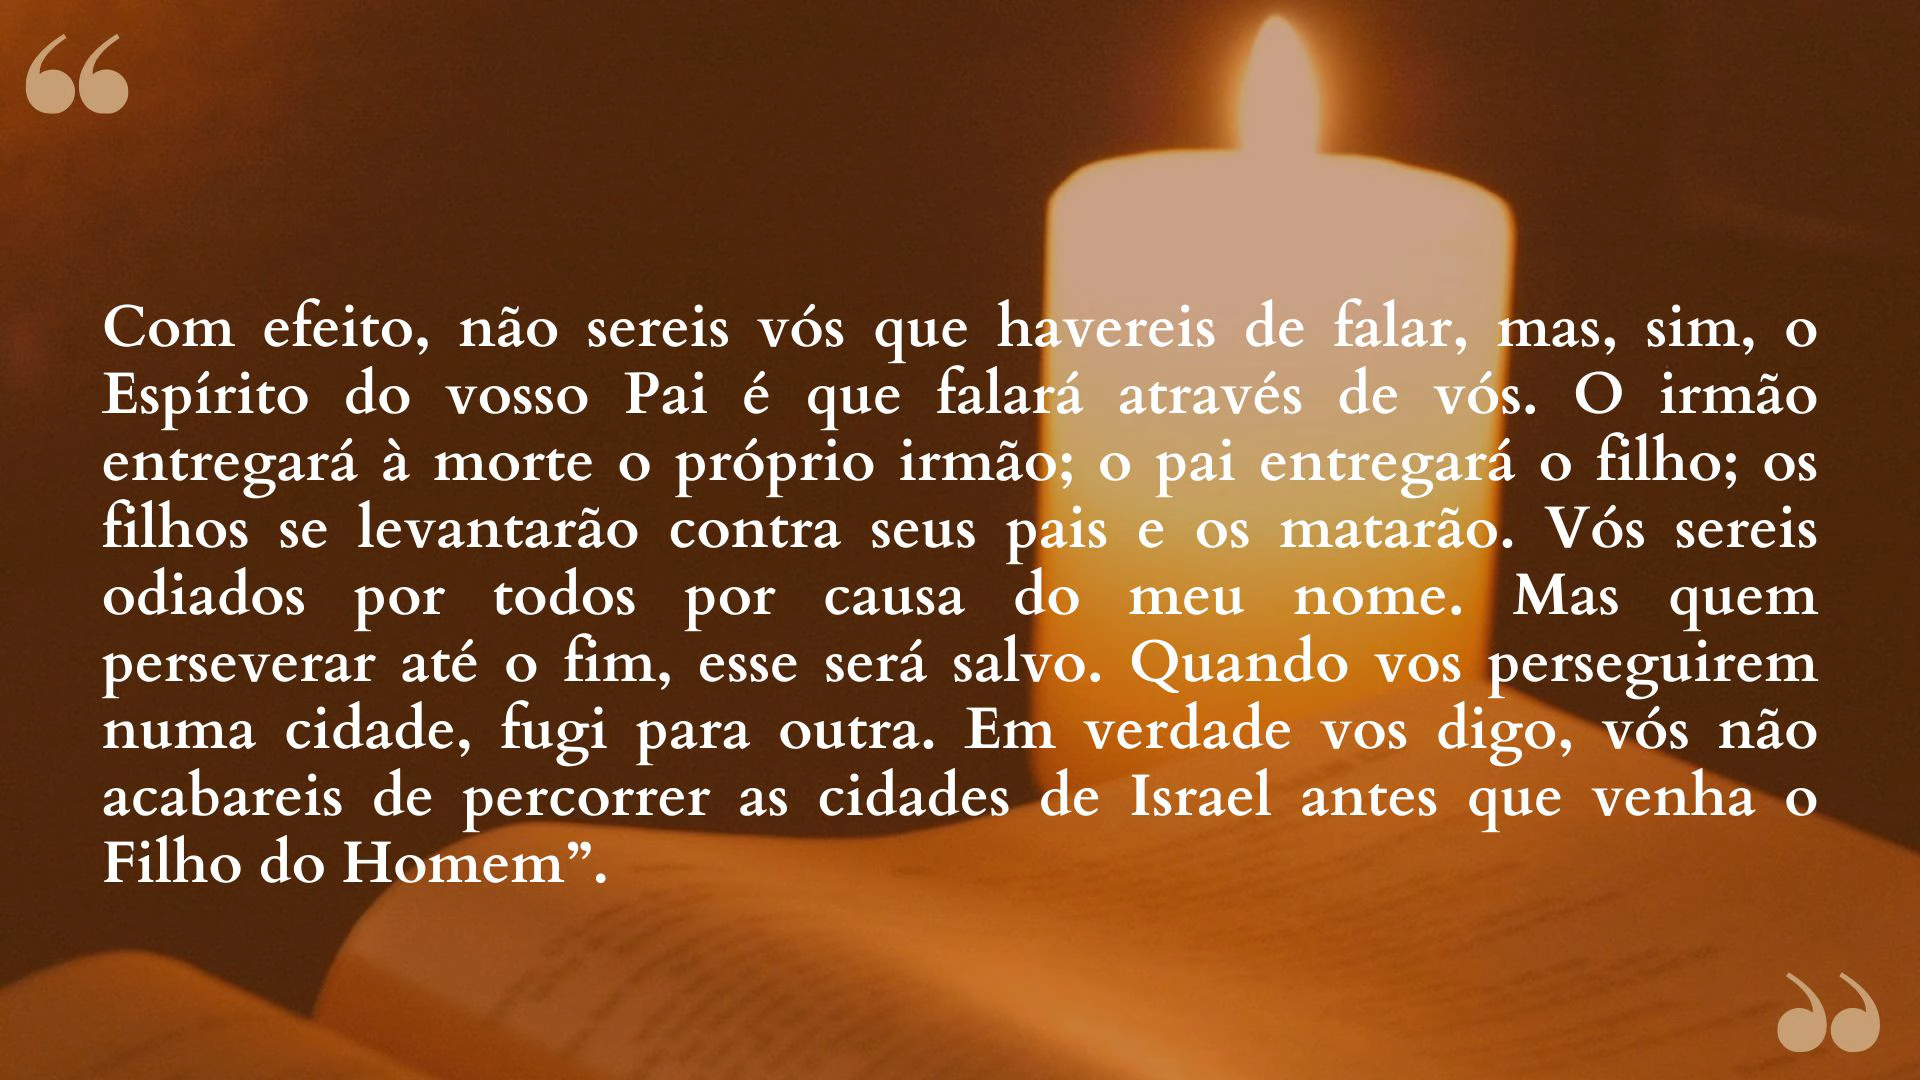 “
Com efeito, não sereis vós que havereis de falar, mas, sim, o
Espírito do vosso Pai é que falará através de vós. O irmão
entregará à morte o próprio irmão; o pai entregará o filho; os
filhos se levantarão contra seus pais e os matarão. Vós sereis
odiados por todos por causa do meu nome. Mas quem
perseverar até o fim, esse será salvo. Quando vos perseguirem
numa cidade, fugi para outra. Em verdade vos digo, vós não
acabareis de percorrer as cidades de Israel antes que venha o
Filho do Homem”.
”